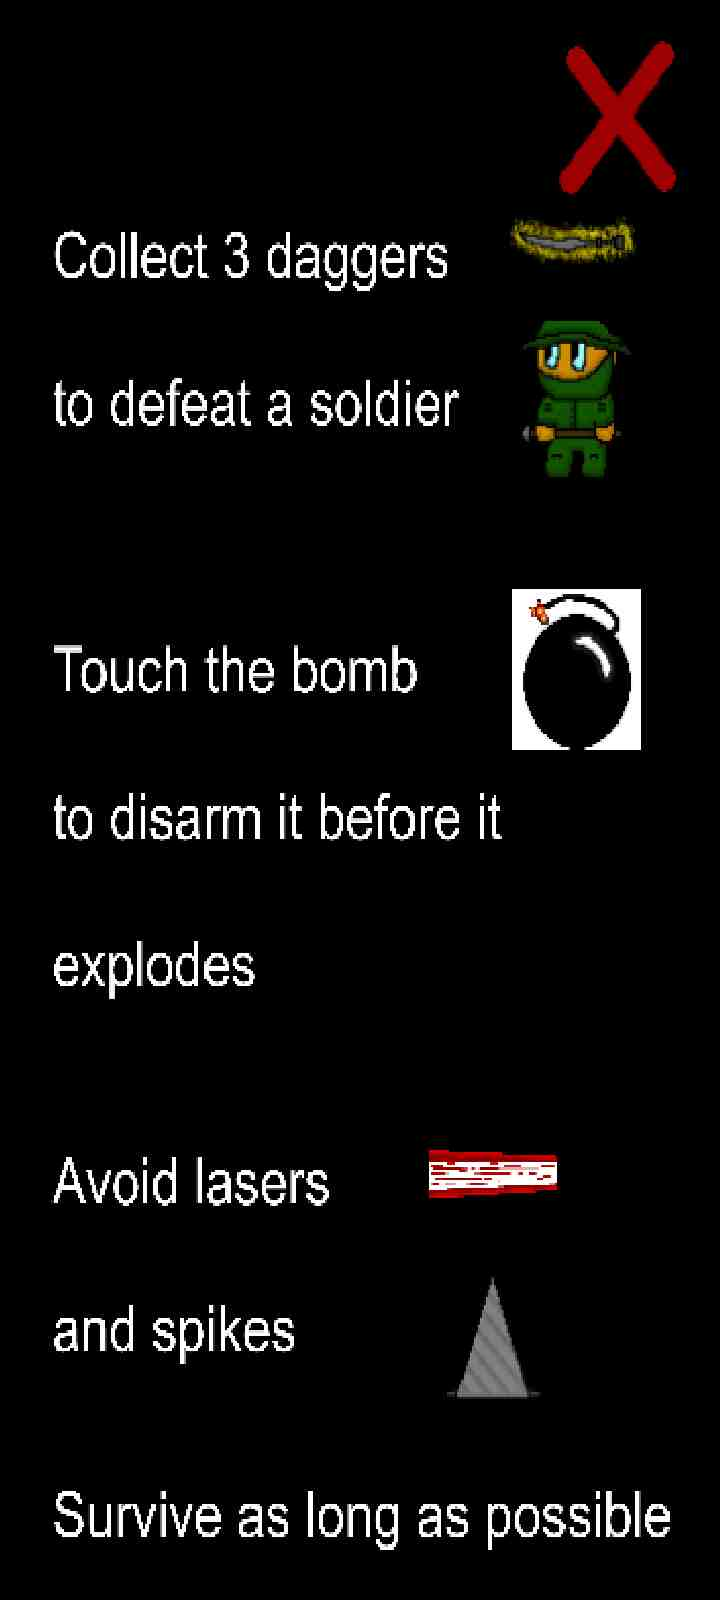 Collect 3 daggers
to defeat a soldier
Touch the bomb
to disarm it before it
explodes
Avoid lasers
and spikes
Survive as long as possible